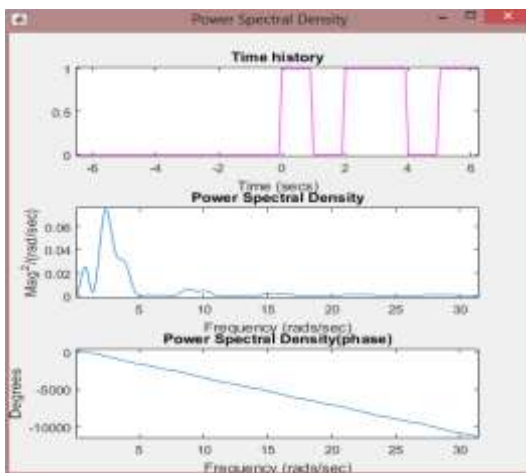 Power Spectral Density
Time history
1
0.5
0
-6 -4 -2 0 2 4 6
Time (secs)
Power Spectral Density
Mag^2/(rad/sec)
0.06
0.04
0.02
0
5 10 15 20 25 30
Frequency (rads/sec)
Power Spectral Density(phase)
Degrees
0
-5000
-10000
5 10 15 20 25 30
Frequency (rads/sec)